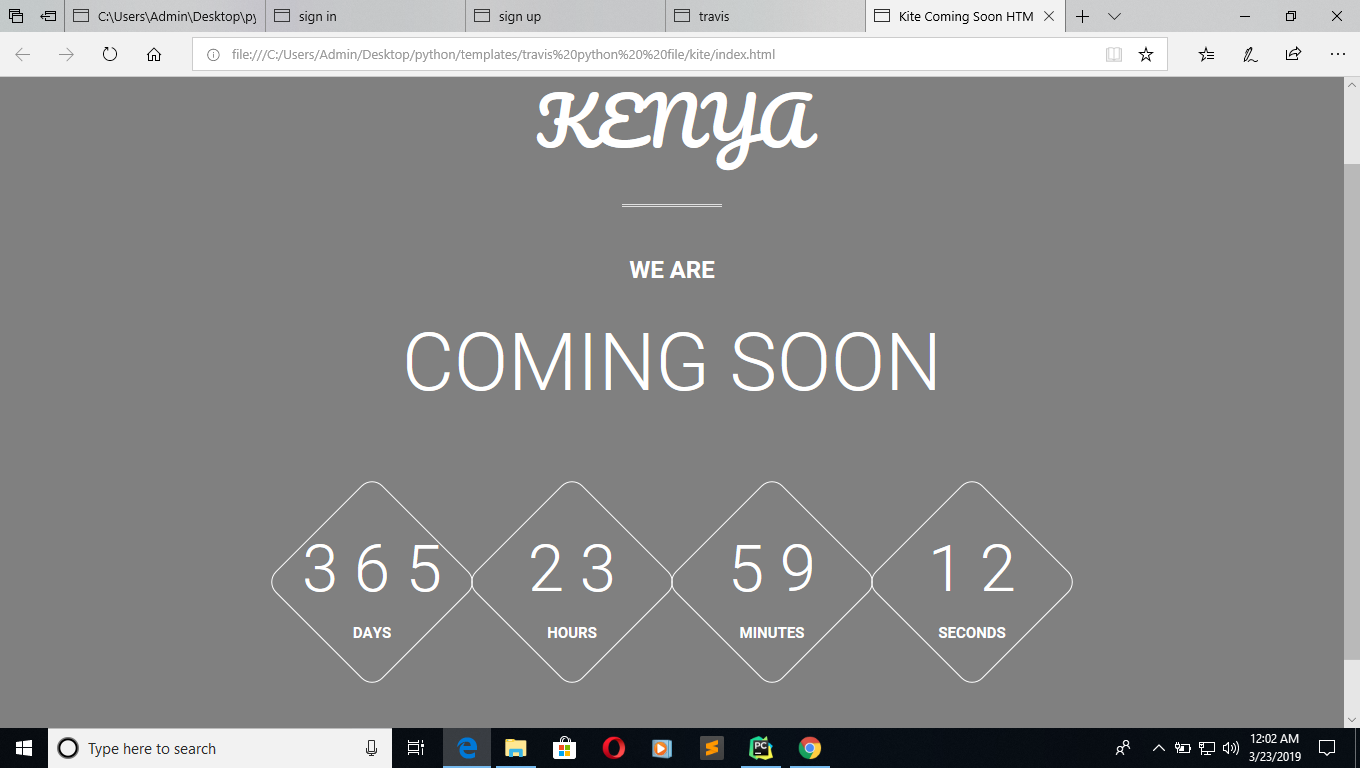 C:\Users\Admin\Desktop\py
sign in
sign up
travis
Kite Coming Soon HTM
file:///C:/Users/Admin/Desktop/python/templates/travis%20python%20%20file/kite/index.html
KENYA
WE ARE
COMING SOON
365 23 59 12
DAYS HOURS MINUTES SECONDS
Type here to search
PC
12:02 AM
3/23/2019